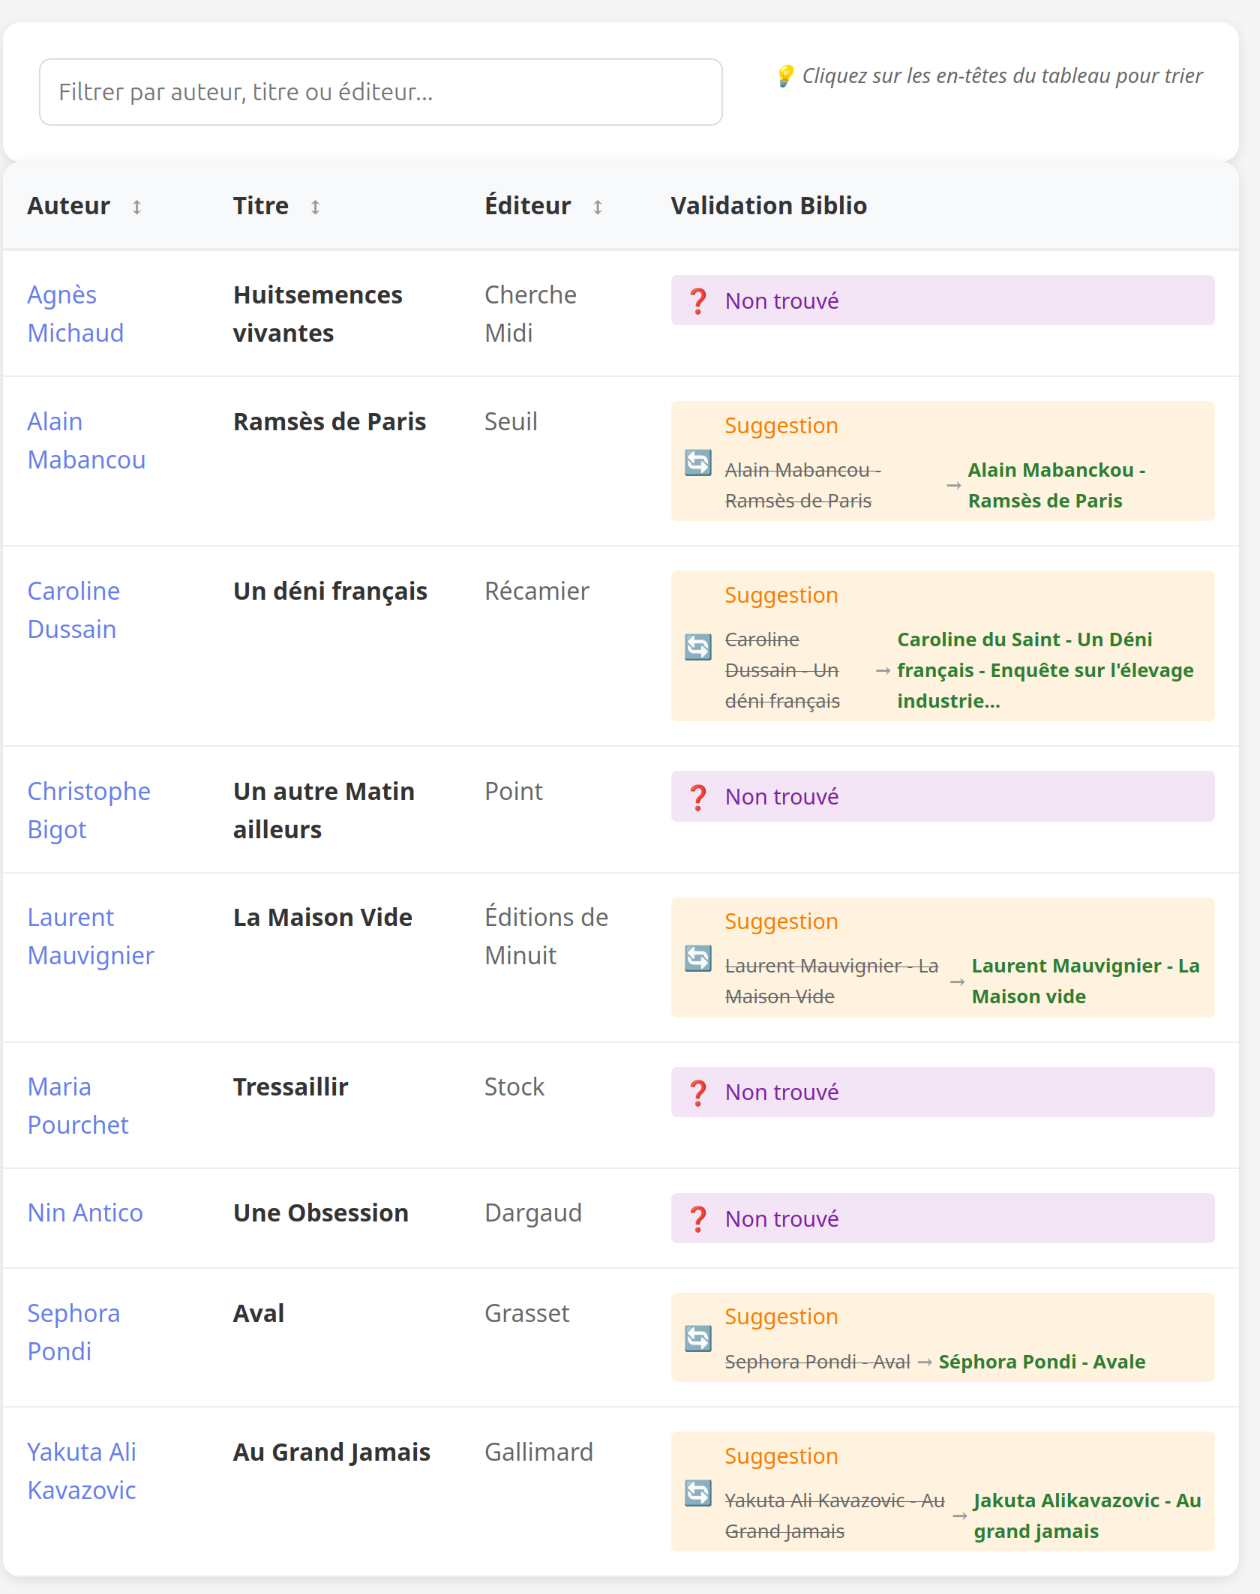 Filtrer par auteur, titre ou éditeur...
💡 Cliquez sur les en-têtes du tableau pour trier
Auteur ↕ Titre ↕ Éditeur ↕ Validation Biblio
Agnès
Michaud
Huitsemences
vivantes
Cherche
Midi
❓ Non trouvé
Alain
Mabancou
Ramsès de Paris
Seuil
Suggestion
Alain Mabancou -
Ramsès de Paris
→
Alain Mabanckou -
Ramsès de Paris
Caroline
Dussain
Un déni français
Récamier
Suggestion
Caroline
Dussain - Un
déni français
→
Caroline du Saint - Un Déni
français - Enquête sur l'élevage
industrie...
Christophe
Bigot
Un autre Matin
ailleurs
Point
❓ Non trouvé
Laurent
Mauvignier
La Maison Vide
Éditions de
Minuit
Suggestion
Laurent Mauvignier - La
Maison Vide
→
Laurent Mauvignier - La
Maison vide
Maria
Pourchet
Tressaillir
Stock
❓ Non trouvé
Nin Antico
Une Obsession
Dargaud
❓ Non trouvé
Sephora
Pondi
Aval
Grasset
Suggestion
Sephora Pondi - Aval → Séphora Pondi - Avale
Yakuta Ali
Kavazovic
Au Grand Jamais
Gallimard
Suggestion
Yakuta Ali Kavazovic - Au
Grand Jamais
→
Jakuta Alikavazovic - Au
grand jamais